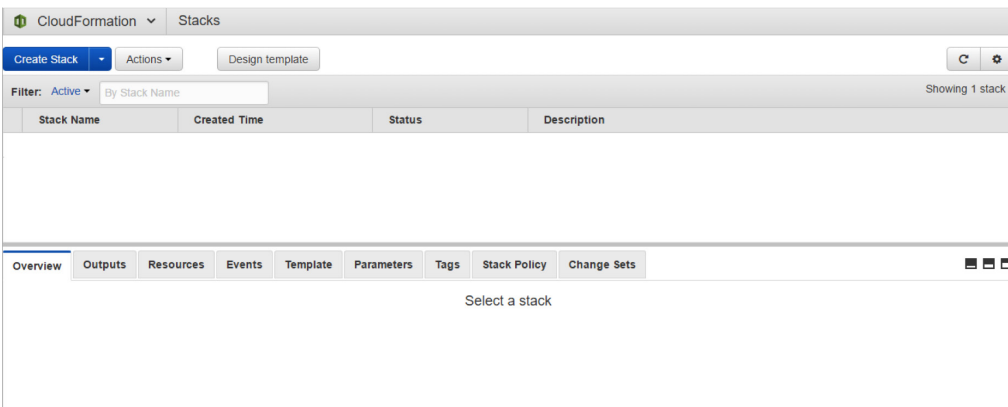 CloudFormation Stacks
Create Stack Actions Design template
Filter: Active By Stack Name Showing 1 stack
Stack Name Created Time Status Description
Overview Outputs Resources Events Template Parameters Tags Stack Policy Change Sets
Select a stack